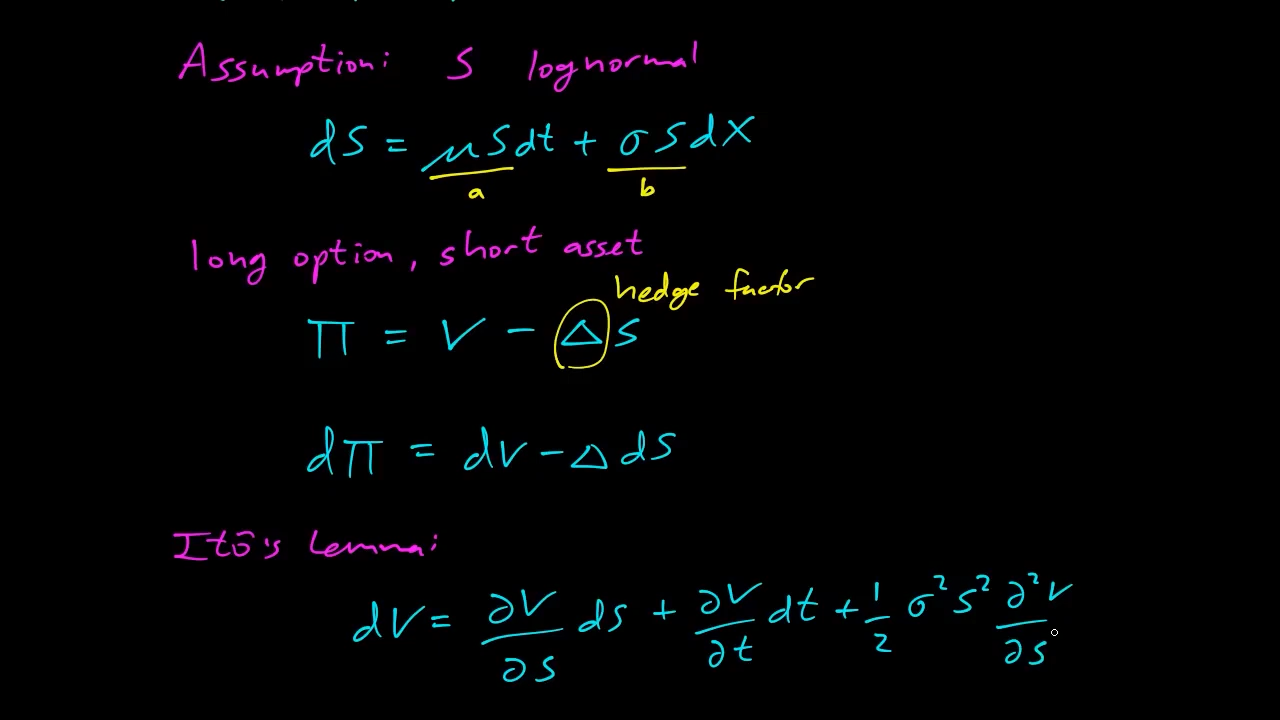 Assumption: S lognormal
dS = μSdt + σSdX
a b
long option, short asset
hedge factor
Π = V - ΔS
dΠ = dV - ΔdS
Itō's Lemma:
dV = ∂V/∂S dS + ∂V/∂t dt + 1/2 σ²S² ∂²V/∂S